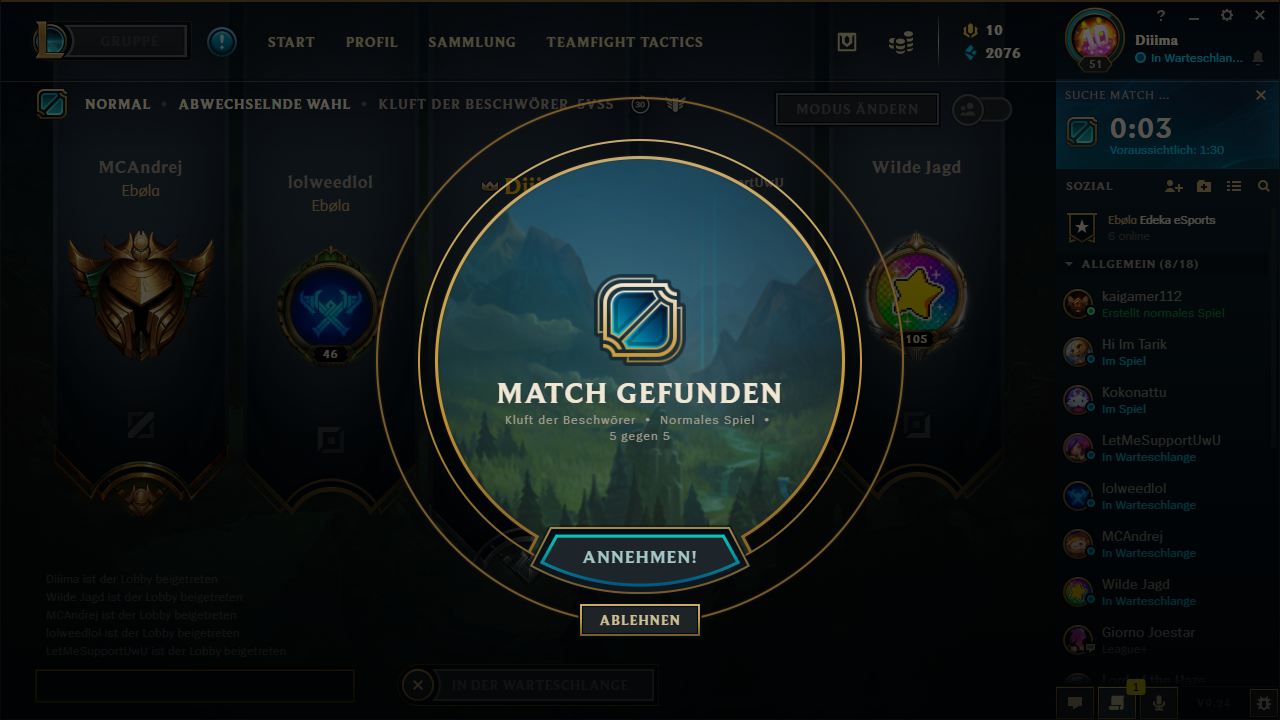 GRUPPE
START
PROFIL
SAMMLUNG
TEAMFIGHT TACTICS
10
2076
?
Diiima
51
In Warteschlan...
NORMAL • ABWECHSELNDE WAHL • KLUFT DER BESCHWÖRER 5VS5
30
MODUS ÄNDERN
SUCHE MATCH ...
0:03
Voraussichtlich: 1:30
MCAndrej
Ebøla
lolweedlol
Ebøla
46
Wilde Jagd
105
MATCH GEFUNDEN
Kluft der Beschwörer • Normales Spiel •
5 gegen 5
ANNEHMEN!
ABLEHNEN
SOZIAL
Ebøla Edeka eSports
6 online
ALLGEMEIN (8/18)
kaigamer112
Erstellt normales Spiel
Hi Im Tarik
Im Spiel
Kokonattu
Im Spiel
LetMeSupportUwU
In Warteschlange
lolweedlol
In Warteschlange
MCAndrej
In Warteschlange
Wilde Jagd
In Warteschlange
Giorno Joestar
League+
Diiima ist der Lobby beigetreten
Wilde Jagd ist der Lobby beigetreten
MCAndrej ist der Lobby beigetreten
lolweedlol ist der Lobby beigetreten
LetMeSupportUwU ist der Lobby beigetreten
IN DER WARTESCHLANGE
1
V9.24